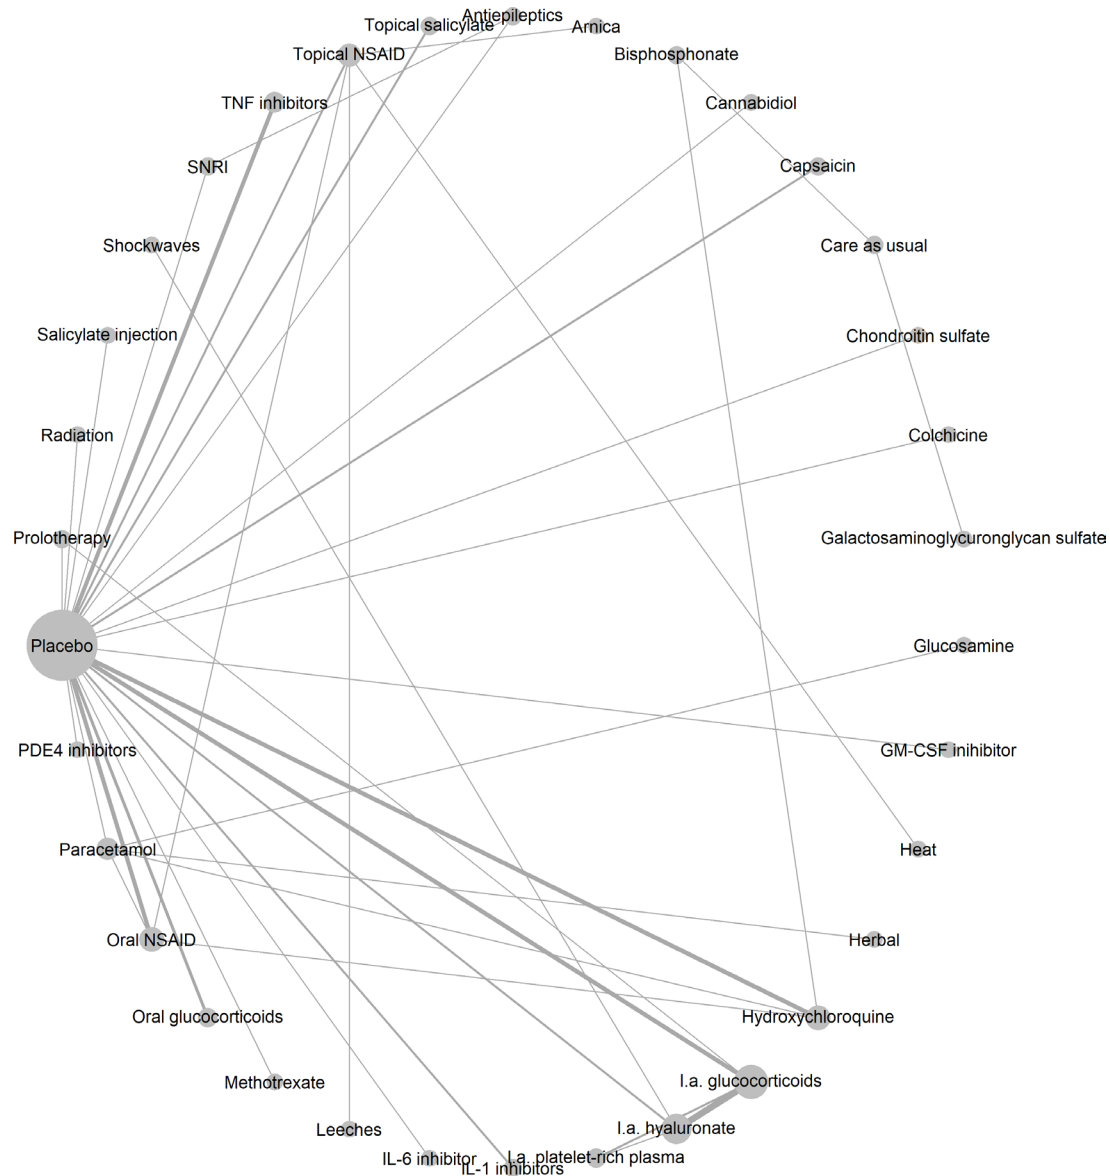 Antiepileptics
Topical salicylate
Arnica
Topical NSAID
Bisphosphonate
TNF inhibitors
Cannabidiol
SNRI
Capsaicin
Shockwaves
Care as usual
Salicylate injection
Chondroitin sulfate
Radiation
Colchicine
Prolotherapy
Galactosaminoglycuronglycan sulfate
Placebo
Glucosamine
PDE4 inhibitors
GM-CSF inihibitor
Paracetamol
Heat
Oral NSAID
Herbal
Oral glucocorticoids
Hydroxychloroquine
Methotrexate
I.a. glucocorticoids
Leeches
I.a. hyaluronate
IL-6 inhibitor
I.a. platelet-rich plasma
IL-1 inhibitors